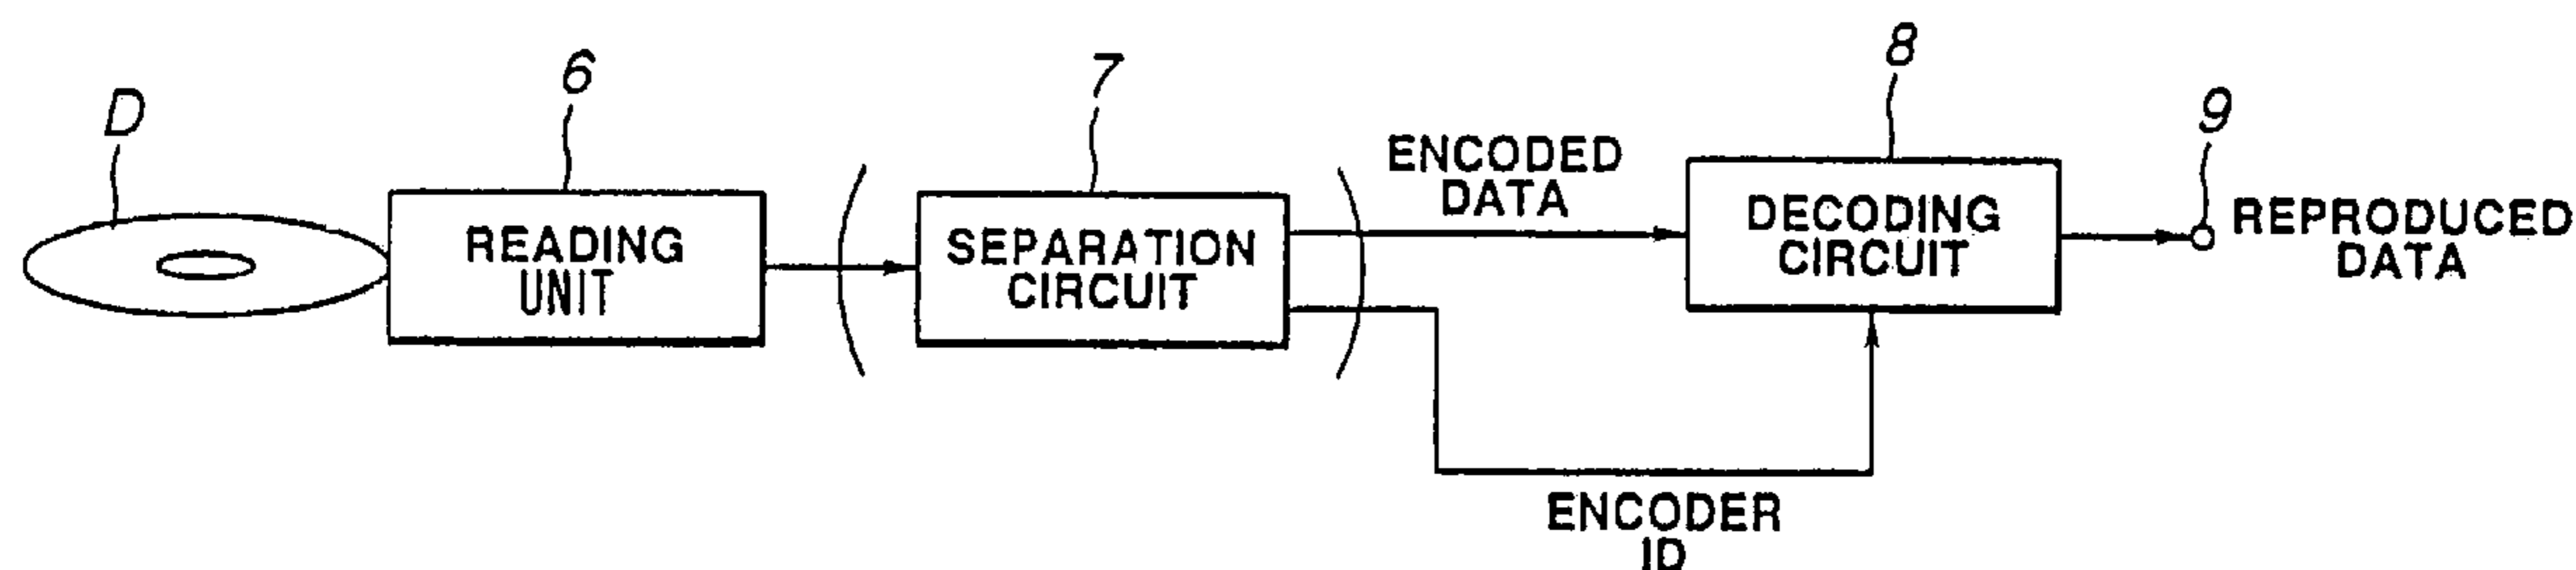 D
6
7
8
9
READING
UNIT
SEPARATION
CIRCUIT
ENCODED
DATA
DECODING
CIRCUIT
REPRODUCED
DATA
ENCODER
ID